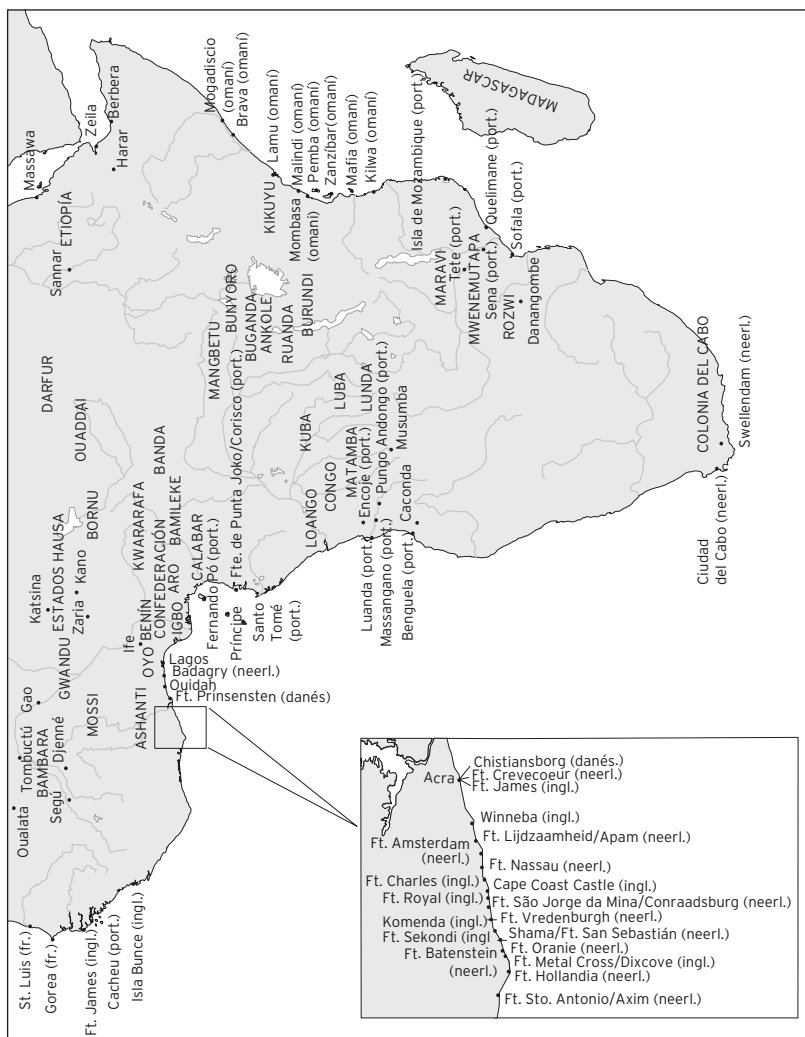 Massawa
Zeila
Berbera
Harar
Sannar
ETIOPÍA
Mogadiscio
(omaní)
Brava (omaní)
KIKUYU
Lamu (omaní)
Mombasa
(omaní)
Malindi (omaní)
Pemba (omaní)
Zanzíbar(omaní)
Mafia (omaní)
Kilwa (omaní)
Isla de Mozambique (port.)
MADAGASCAR
Quelimane (port.)
Sofala (port.)
MARAVI
Tete (port.)
MWENEMUTAPA
Sena (port.)
ROZWI
Danangombe
DARFUR
OUADDAI
MANGBETU
BUNYORO
BUGANDA
ANKOLE
RUANDA
BURUNDI
Katsina
ESTADOS HAUSA
Zaria
Kano
BORNU
KWARARAFA
BANDA
Ife
OYO
BENÍN
CONFEDERACIÓN
IGBO ARO
BAMILEKE
CALABAR
Fernando Pó (port.)
Príncipe
Santo
Tomé
(port.)
Fte. de Punta Joko/Corisco (port.)
LOANGO
CONGO
KUBA
LUBA
LUNDA
MATAMBA
Encoje (port.)
Pungo Andongo (port.)
Musumba
Luanda (port.)
Massangano (port.)
Benguela (port.)
Caconda
COLONIA DEL CABO
Swellendam (neerl.)
Ciudad
del Cabo (neerl.)
Oualata
Tombuctú
Gao
BAMBARA
Segú
Djenné
GWANDU
MOSSI
ASHANTI
Lagos
Badagry (neerl.)
Ouidah
Ft. Prinsensten (danés)
St. Luis (fr.)
Gorea (fr.)
Ft. James (ingl.)
Cacheu (port.)
Isla Bunce (ingl.)
Acra
Chistiansborg (danés.)
Ft. Crevecoeur (neerl.)
Ft. James (ingl.)
Winneba (ingl.)
Ft. Lijdzaamheid/Apam (neerl.)
Ft. Amsterdam
(neerl.)
Ft. Nassau (neerl.)
Ft. Charles (ingl.)
Cape Coast Castle (ingl.)
Ft. Royal (ingl.)
Ft. São Jorge da Mina/Conraadsburg (neerl.)
Komenda (ingl.)
Ft. Vredenburgh (neerl.)
Ft. Sekondi (ingl
Shama/Ft. San Sebastián (neerl.)
Ft. Oranie (neerl.)
Ft. Batenstein
(neerl.)
Ft. Metal Cross/Dixcove (ingl.)
Ft. Hollandia (neerl.)
Ft. Sto. Antonio/Axim (neerl.)